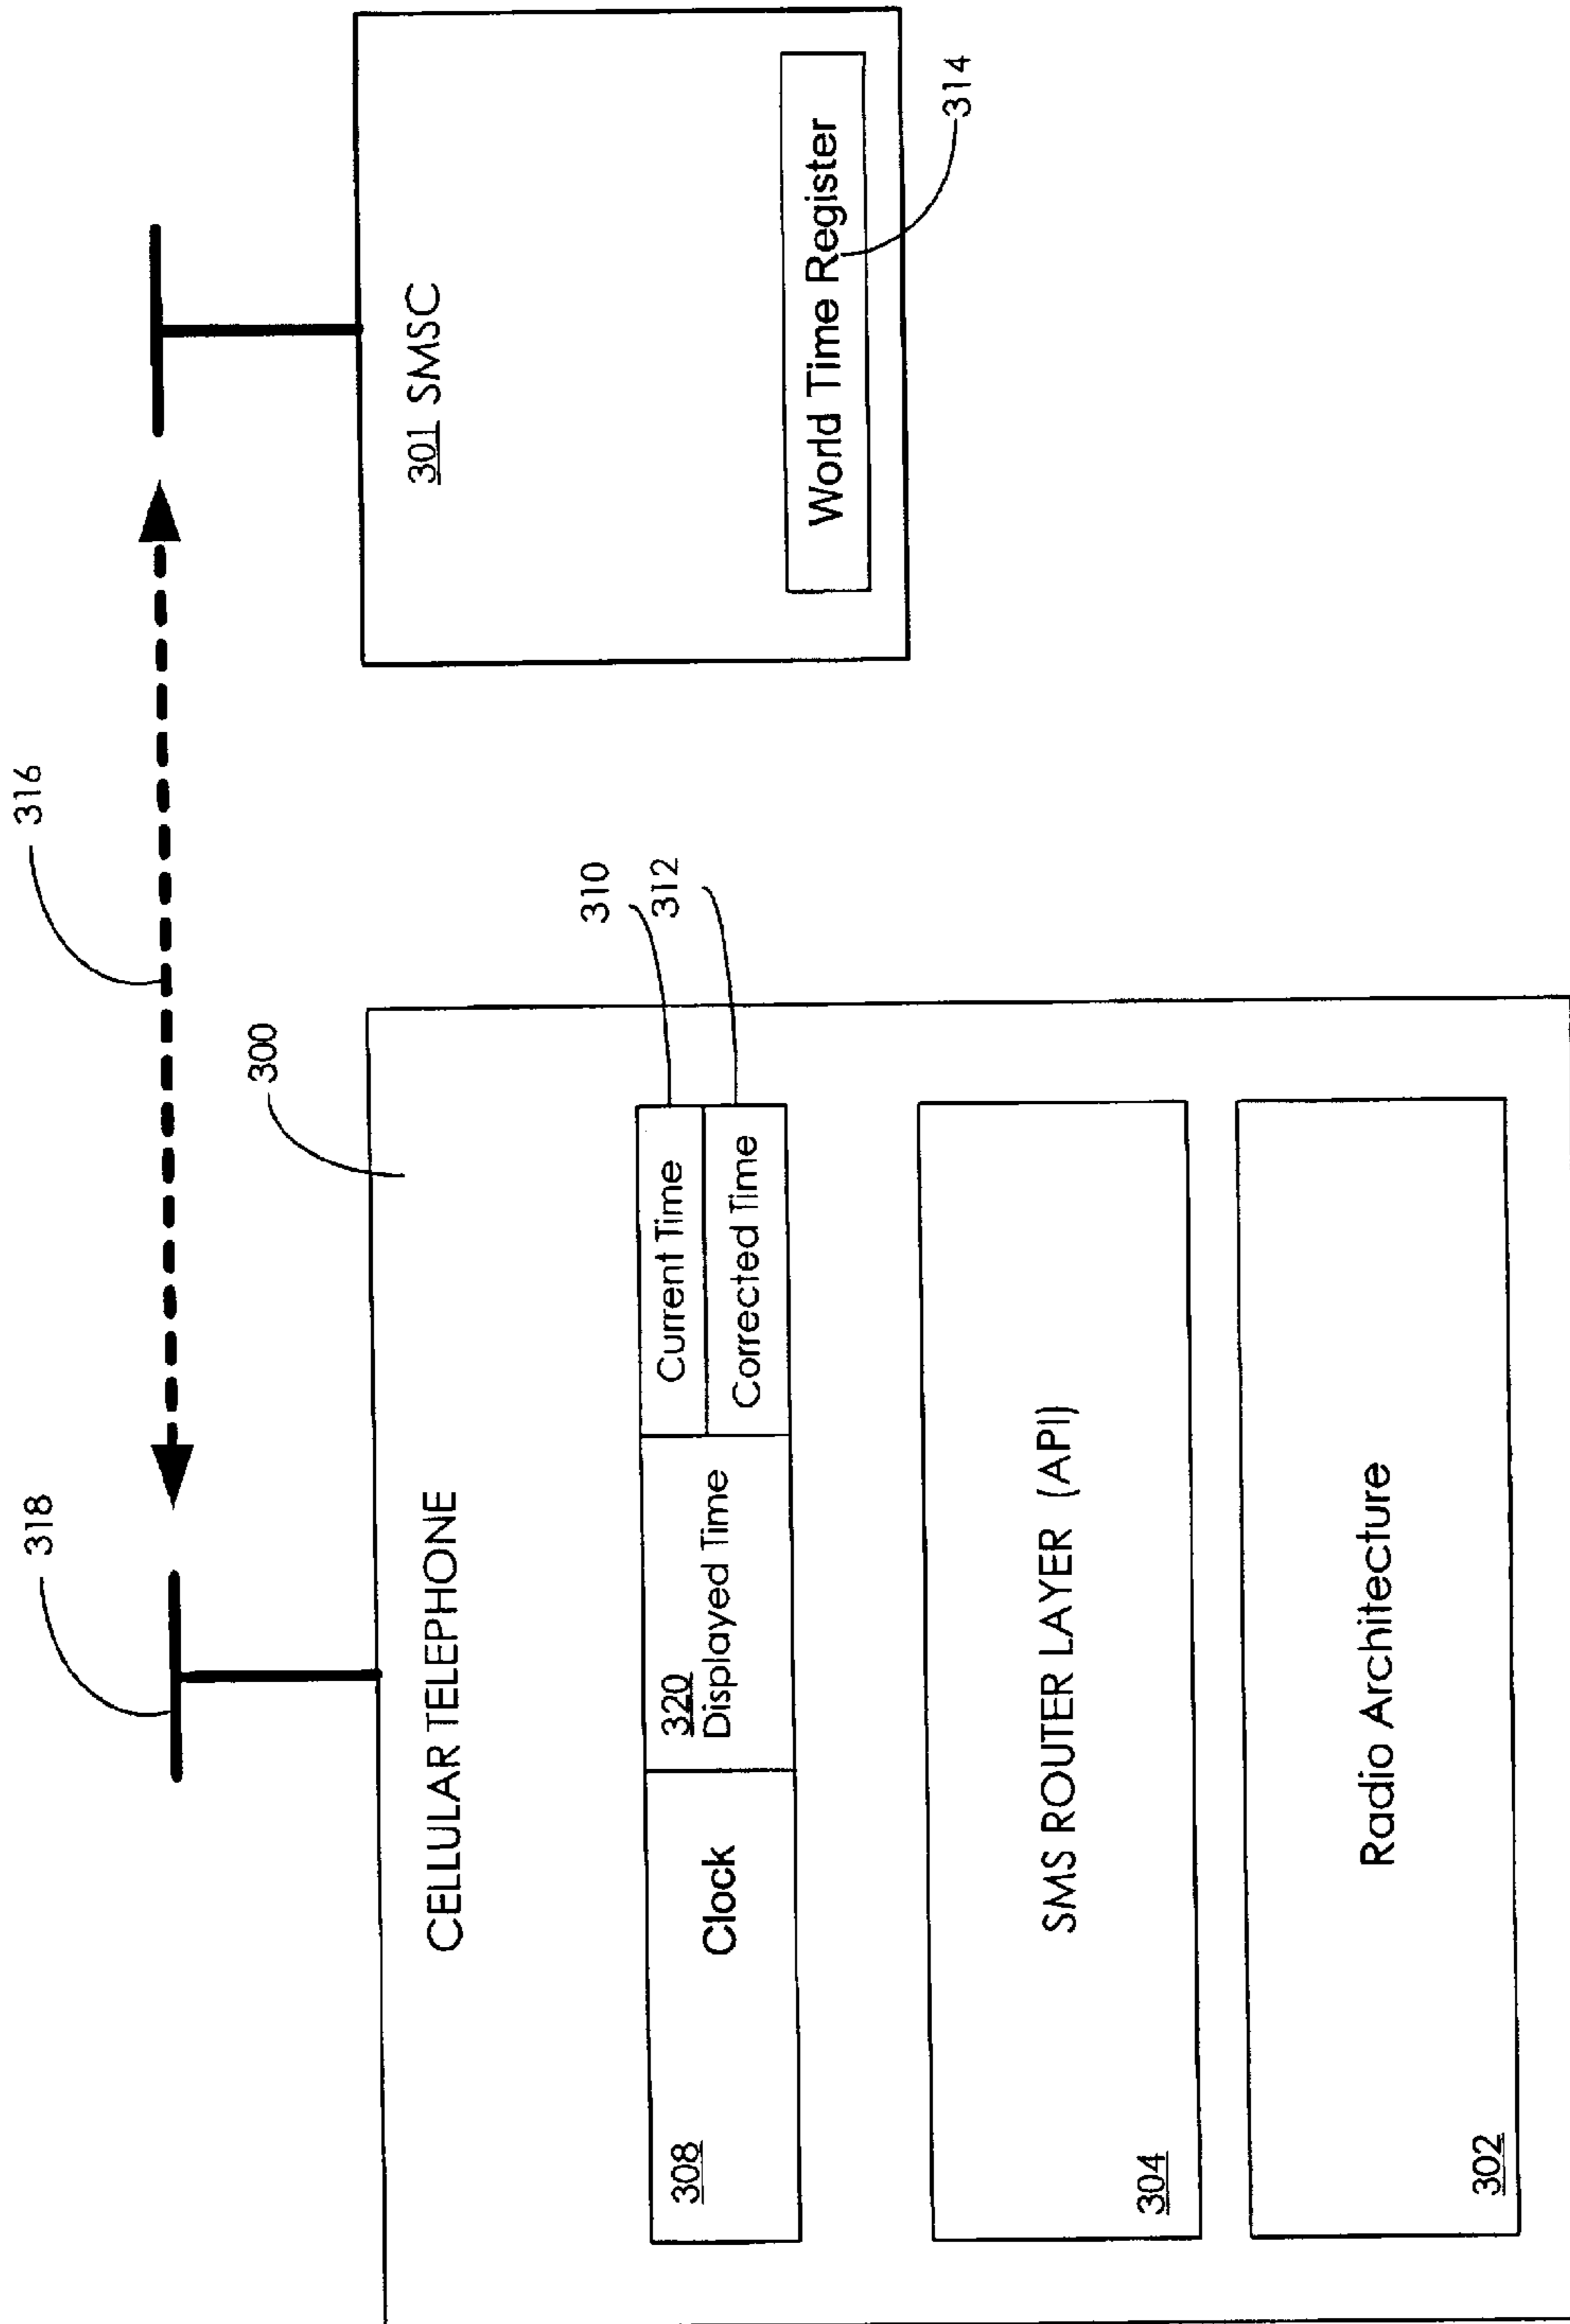 318
316
300
CELLULAR TELEPHONE
308
Clock
320
Displayed Time
Current Time
Corrected Time
310
312
304
SMS ROUTER LAYER (API)
302
Radio Architecture
301 SMSC
World Time Register
314